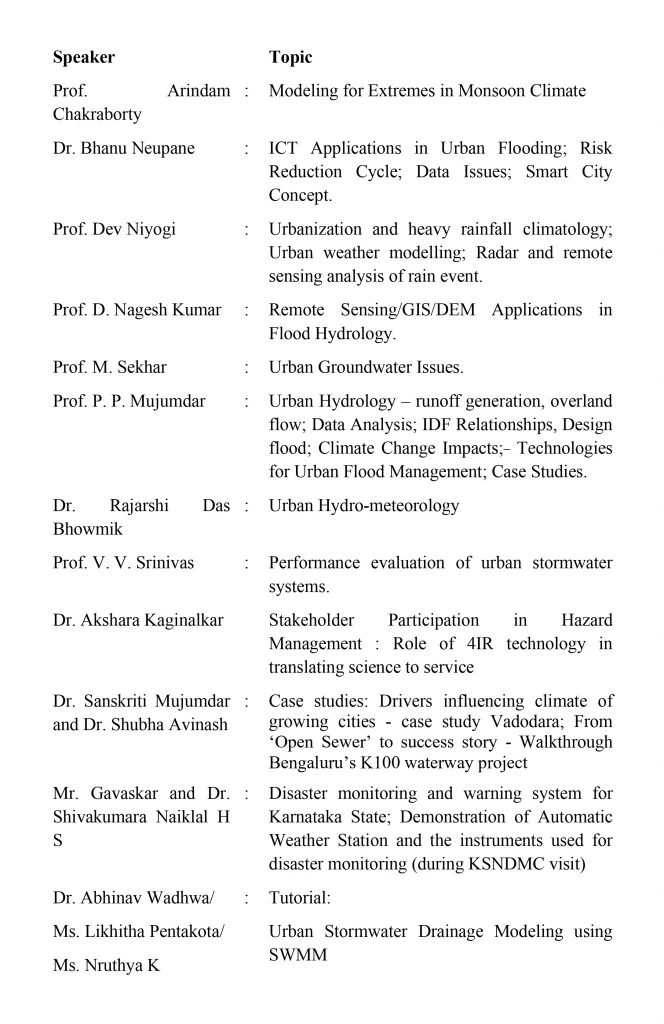 Speaker Topic
Prof. Arindam : Modeling for Extremes in Monsoon Climate
Chakraborty
Dr. Bhanu Neupane : ICT Applications in Urban Flooding; Risk
Reduction Cycle; Data Issues; Smart City
Concept.
Prof. Dev Niyogi : Urbanization and heavy rainfall climatology;
Urban weather modelling; Radar and remote
sensing analysis of rain event.
Prof. D. Nagesh Kumar : Remote Sensing/GIS/DEM Applications in
Flood Hydrology.
Prof. M. Sekhar : Urban Groundwater Issues.
Prof. P. P. Mujumdar : Urban Hydrology – runoff generation, overland
flow; Data Analysis; IDF Relationships, Design
flood; Climate Change Impacts;– Technologies
for Urban Flood Management; Case Studies.
Dr. Rajarshi Das : Urban Hydro-meteorology
Bhowmik
Prof. V. V. Srinivas : Performance evaluation of urban stormwater
systems.
Dr. Akshara Kaginalkar Stakeholder Participation in Hazard
Management : Role of 4IR technology in
translating science to service
Dr. Sanskriti Mujumdar : Case studies: Drivers influencing climate of
and Dr. Shubha Avinash growing cities - case study Vadodara; From
‘Open Sewer’ to success story - Walkthrough
Bengaluru’s K100 waterway project
Mr. Gavaskar and Dr. : Disaster monitoring and warning system for
Shivakumara Naiklal H Karnataka State; Demonstration of Automatic
S Weather Station and the instruments used for
disaster monitoring (during KSNDMC visit)
Dr. Abhinav Wadhwa/ : Tutorial:
Ms. Likhitha Pentakota/ Urban Stormwater Drainage Modeling using
Ms. Nruthya K SWMM